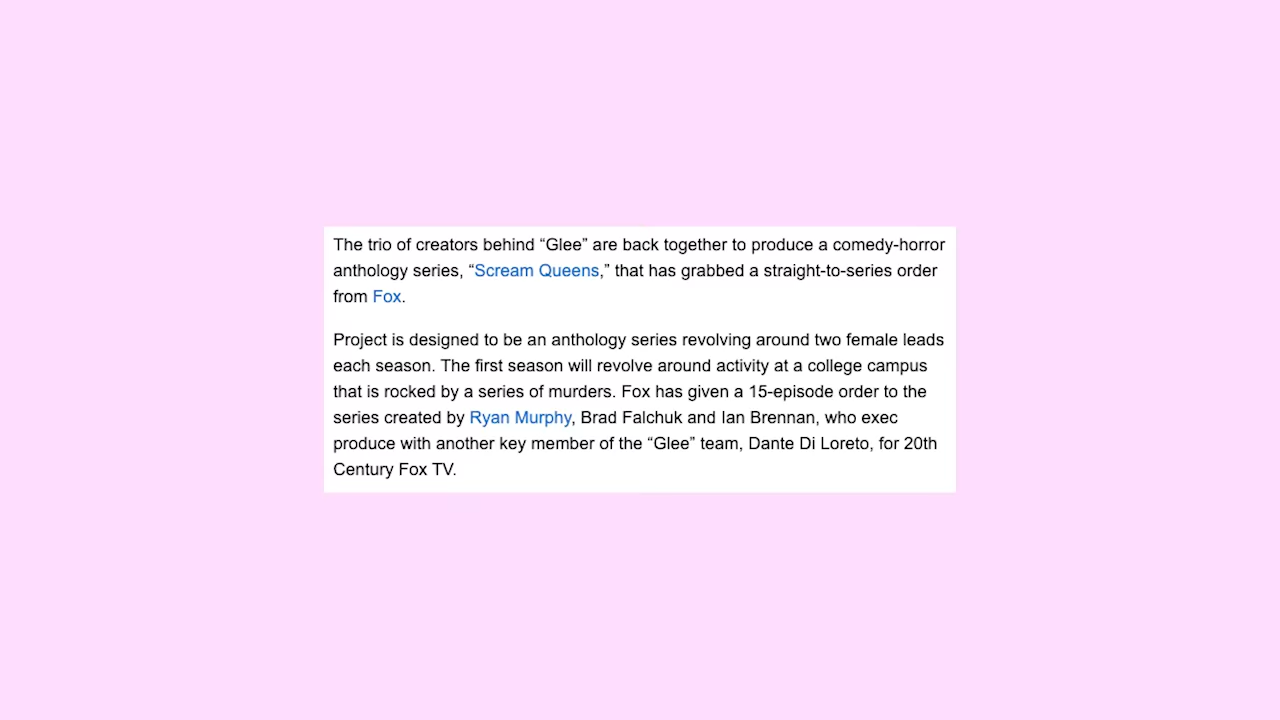 The trio of creators behind “Glee” are back together to produce a comedy-horror
anthology series, “Scream Queens,” that has grabbed a straight-to-series order
from Fox.
Project is designed to be an anthology series revolving around two female leads
each season. The first season will revolve around activity at a college campus
that is rocked by a series of murders. Fox has given a 15-episode order to the
series created by Ryan Murphy, Brad Falchuk and Ian Brennan, who exec
produce with another key member of the “Glee” team, Dante Di Loreto, for 20th
Century Fox TV.